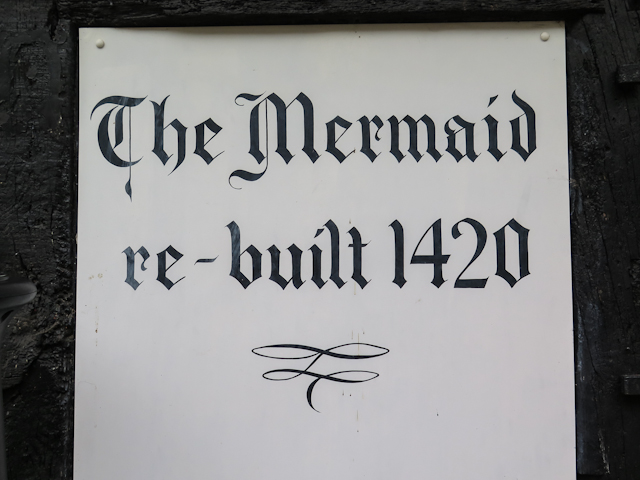 The Mermaid
re-built 1420